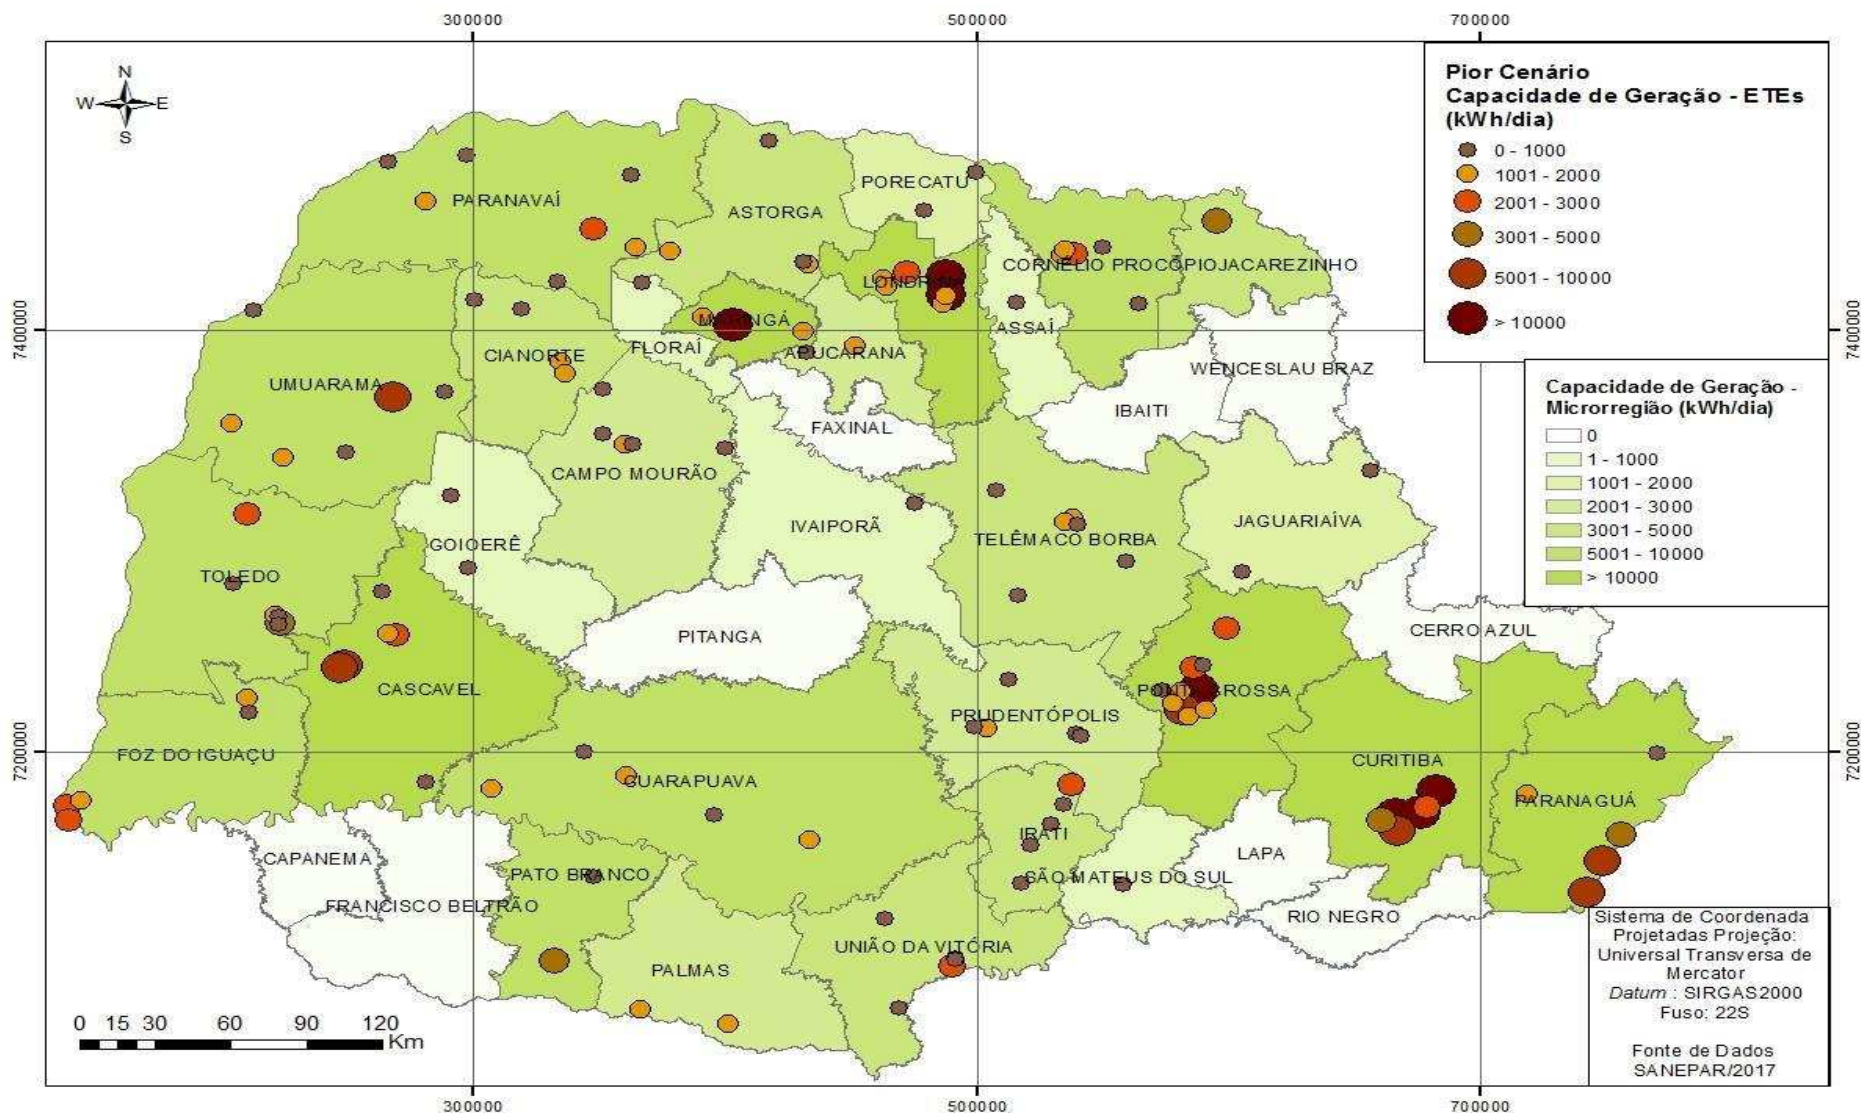 300000
500000
700000
N
W
E
S
Pior Cenário
Capacidade de Geração - ETEs
(kWh/dia)
0 - 1000
1001 - 2000
2001 - 3000
3001 - 5000
5001 - 10000
> 10000
Capacidade de Geração -
Microrregião (kWh/dia)
0
1 - 1000
1001 - 2000
2001 - 3000
3001 - 5000
5001 - 10000
> 10000
PORECATU
PARANAVAÍ
ASTORGA
CORNÉLIO PROCÓPIO
JACAREZINHO
LONDRINA
MARINGÁ
ASSAÍ
7400000
7400000
FLORAÍ
CIANORTE
APUCARANA
WENCESLAU BRAZ
UMUARAMA
IBAITI
FAXINAL
CAMPO MOURÃO
IVAIPORÃ
JAGUARIAÍVA
TELÊMACO BORBA
GOIOERÊ
TOLEDO
PITANGA
CERRO AZUL
CASCAVEL
PONTA GROSSA
PRUDENTÓPOLIS
7200000
7200000
FOZ DO IGUAÇU
CURITIBA
GUARAPUAVA
PARANAGUÁ
IRATI
LAPA
CAPANEMA
PATO BRANCO
SÃO MATEUS DO SUL
FRANCISCO BELTRÃO
RIO NEGRO
UNIÃO DA VITÓRIA
PALMAS
Sistema de Coordenada
Projetadas Projeção:
Universal Transversa de
Mercator
Datum : SIRGAS2000
Fuso: 22S
Fonte de Dados
SANEPAR/2017
0 15 30 60 90 120
Km
300000
500000
700000